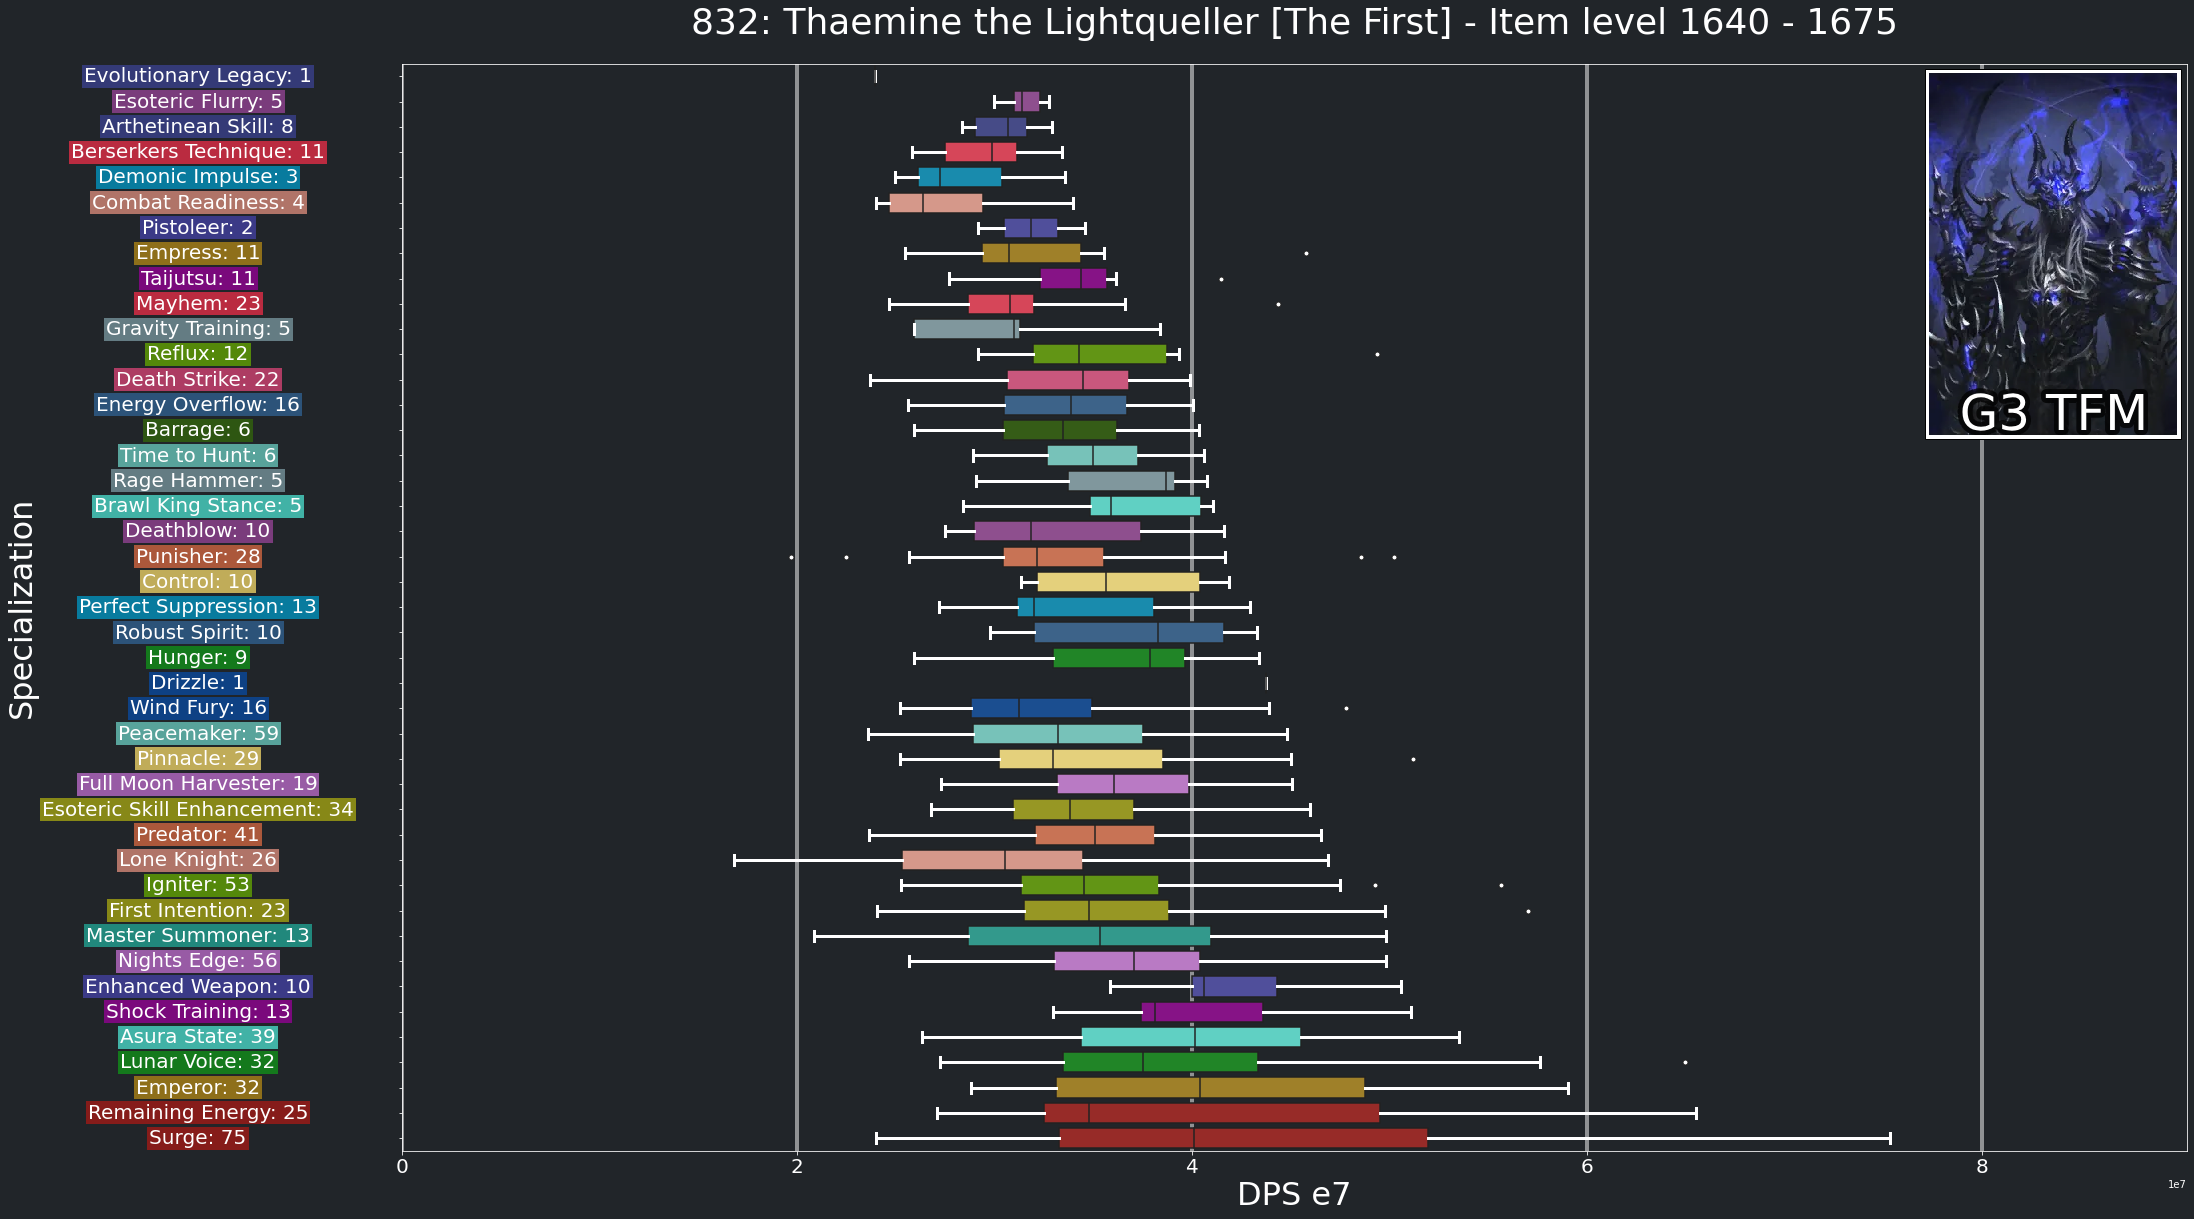 832: Thaemine the Lightqueller [The First] - Item level 1640 - 1675
Evolutionary Legacy: 1
Esoteric Flurry: 5
Arthetinean Skill: 8
Berserkers Technique: 11
Demonic Impulse: 3
Combat Readiness: 4
Pistoleer: 2
Empress: 11
Taijutsu: 11
Mayhem: 23
Gravity Training: 5
Reflux: 12
Death Strike: 22
Energy Overflow: 16
Barrage: 6
Time to Hunt: 6
Rage Hammer: 5
Brawl King Stance: 5
Deathblow: 10
Punisher: 28
Control: 10
Perfect Suppression: 13
Robust Spirit: 10
Hunger: 9
Drizzle: 1
Wind Fury: 16
Peacemaker: 59
Pinnacle: 29
Full Moon Harvester: 19
Esoteric Skill Enhancement: 34
Predator: 41
Lone Knight: 26
Igniter: 53
First Intention: 23
Master Summoner: 13
Nights Edge: 56
Enhanced Weapon: 10
Shock Training: 13
Asura State: 39
Lunar Voice: 32
Emperor: 32
Remaining Energy: 25
Surge: 75
Specialization
G3 TFM
0 2 4 6 8
DPS e7
1e7